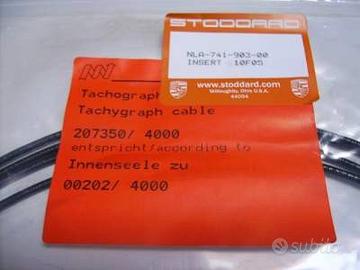 STODDARD
NLA-741-903-00
INSERT 10F05
www.stoddard.com
Willoughby, Ohio U.S.A.
44094
Tachograph
Tachygraph cable
207350/ 4000
entspricht/according to
Innenseele zu
00202/ 4000
subito